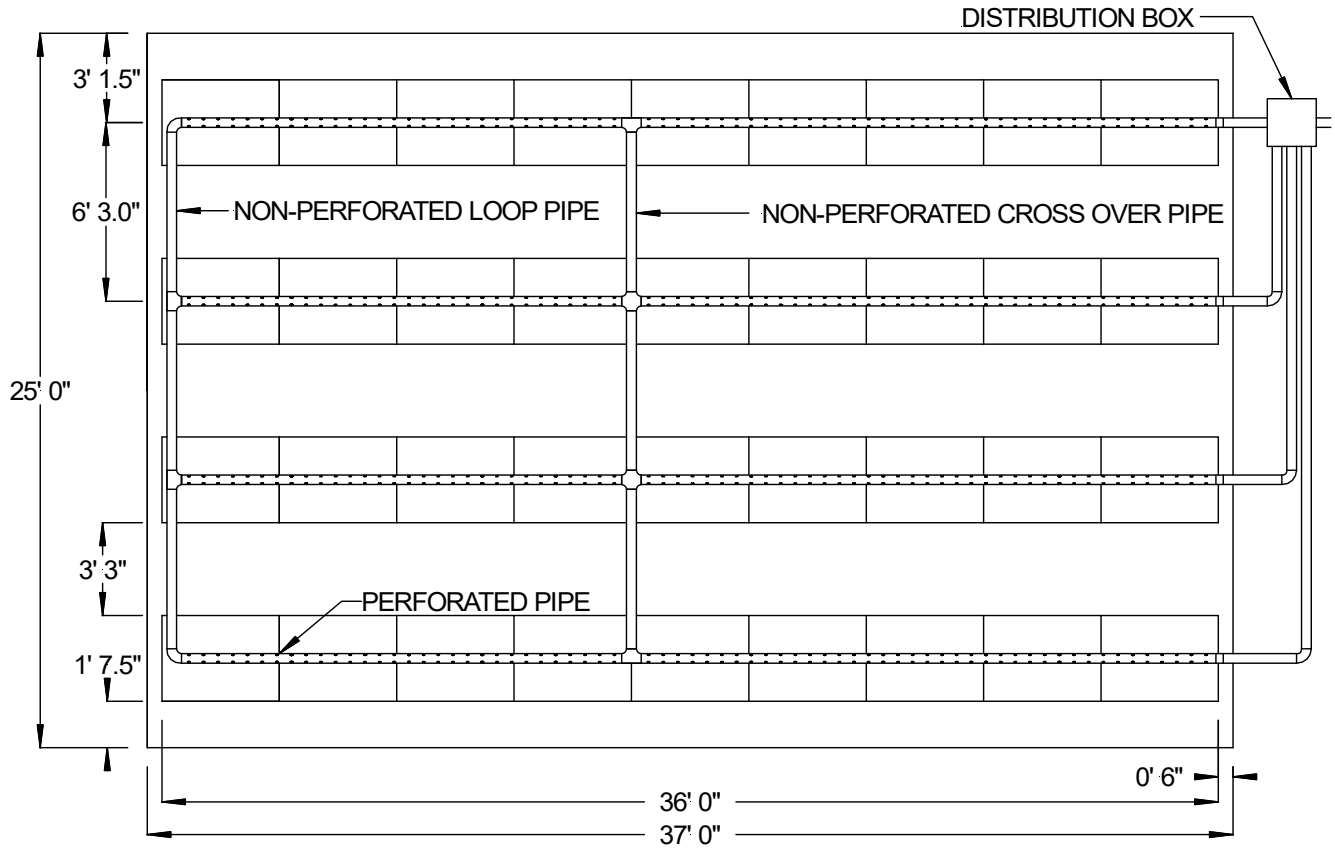 DISTRIBUTION BOX
3' 1.5"
6' 3.0"
NON-PERFORATED LOOP PIPE
NON-PERFORATED CROSS OVER PIPE
25' 0"
3' 3"
PERFORATED PIPE
1' 7.5"
0' 6"
36' 0"
37' 0"